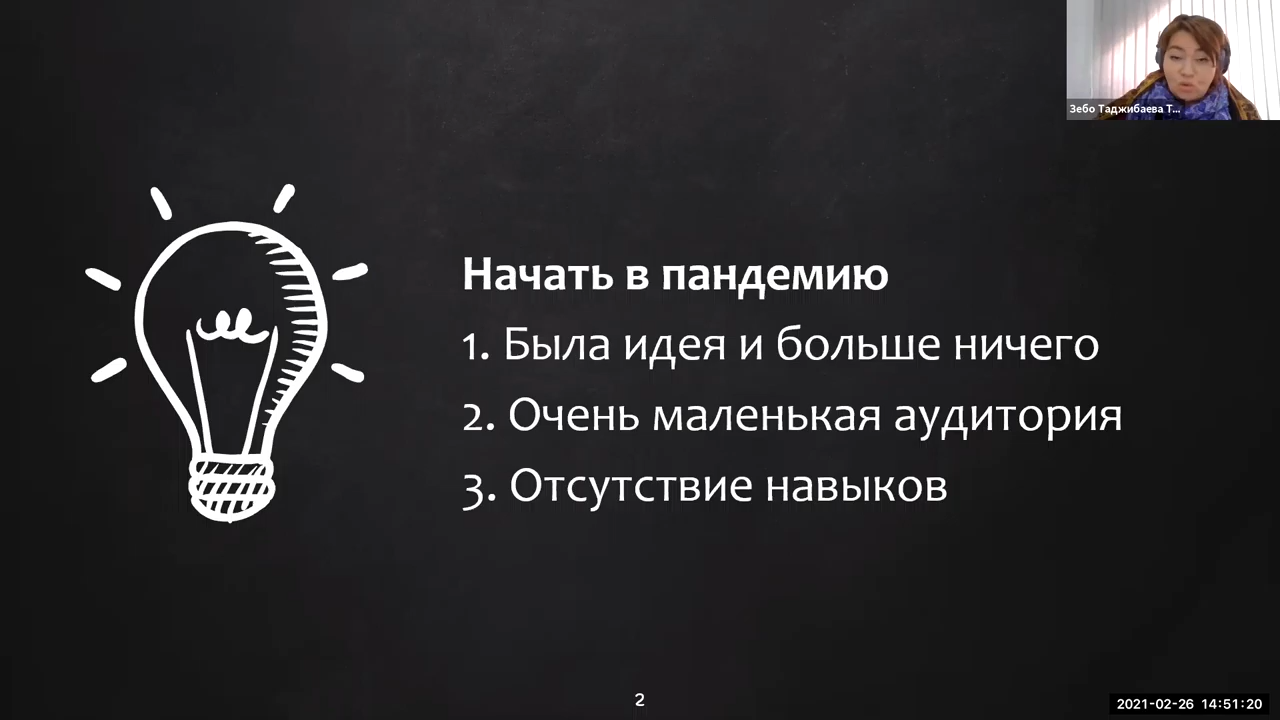 Зебо Таджибаева Т...
Начать в пандемию
1. Была идея и больше ничего
2. Очень маленькая аудитория
3. Отсутствие навыков
2
2021-02-26 14:51:20